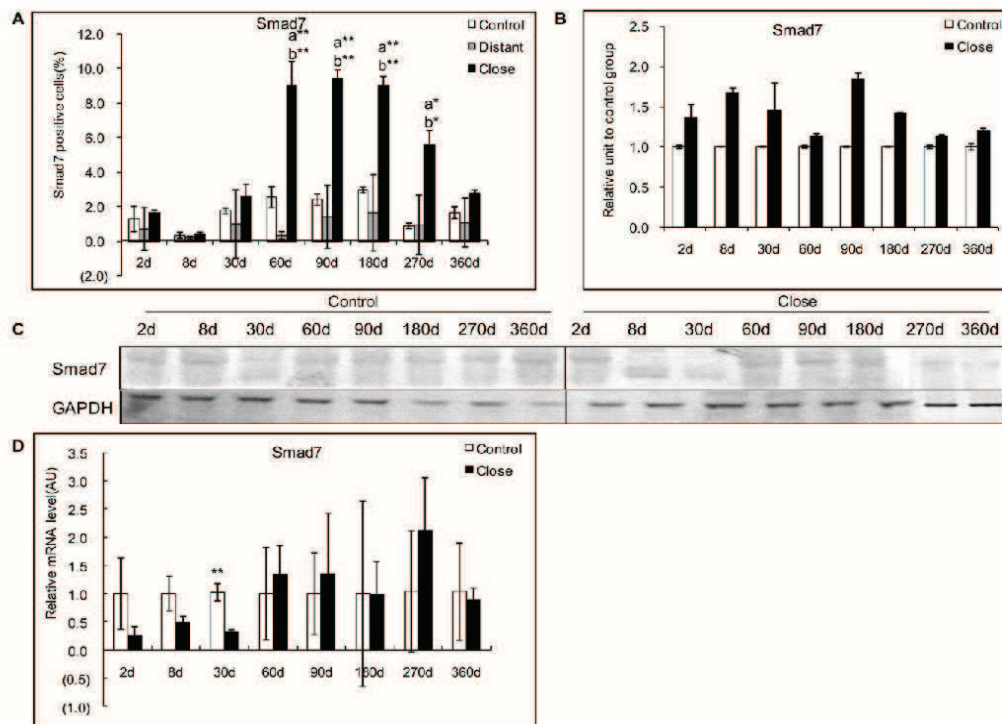 A
Smad7
Control
Distant
Close
a** a** a**
b** b** b**
a*
b*
Smad7 positive cells(%)
12.0
10.0
8.0
6.0
4.0
2.0
0.0
(2.0)
2d 8d 30d 60d 90d 180d 270d 360d
B
Smad7
Control
Close
Relative unit to control group
2.5
2.0
1.5
1.0
0.5
0.0
2d 8d 30d 60d 90d 180d 270d 360d
Control Close
C 2d 8d 30d 60d 90d 180d 270d 360d 2d 8d 30d 60d 90d 180d 270d 360d
Smad7
GAPDH
D
Smad7
Control
Close
**
Relative mRNA level(AU)
3.5
3.0
2.5
2.0
1.5
1.0
0.5
0.0
(0.5)
(1.0)
2d 8d 30d 60d 90d 180d 270d 360d